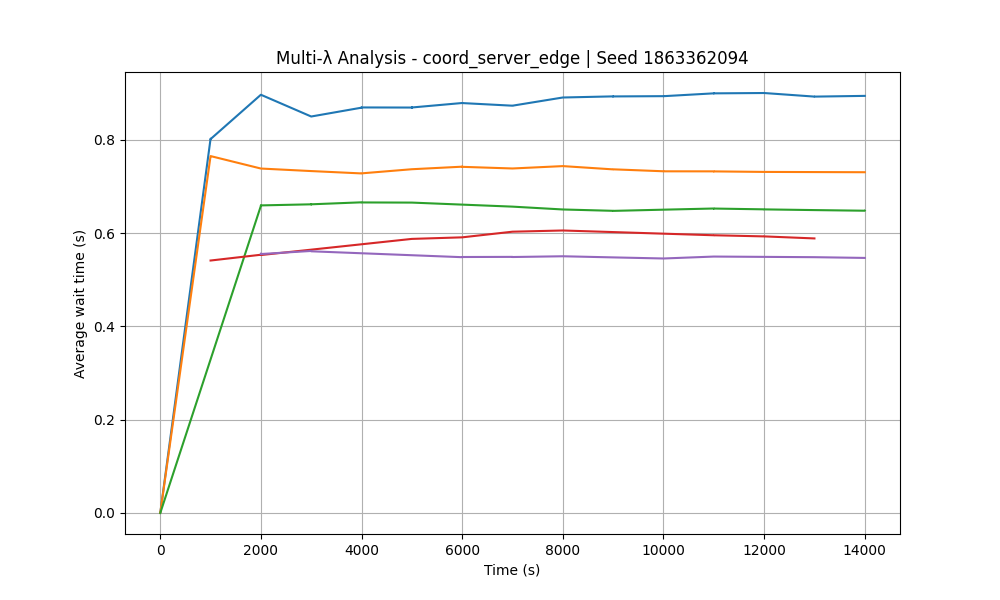 Multi-λ Analysis - coord_server_edge | Seed 1863362094
Average wait time (s)
0.8
0.6
0.4
0.2
0.0
0 2000 4000 6000 8000 10000 12000 14000
Time (s)